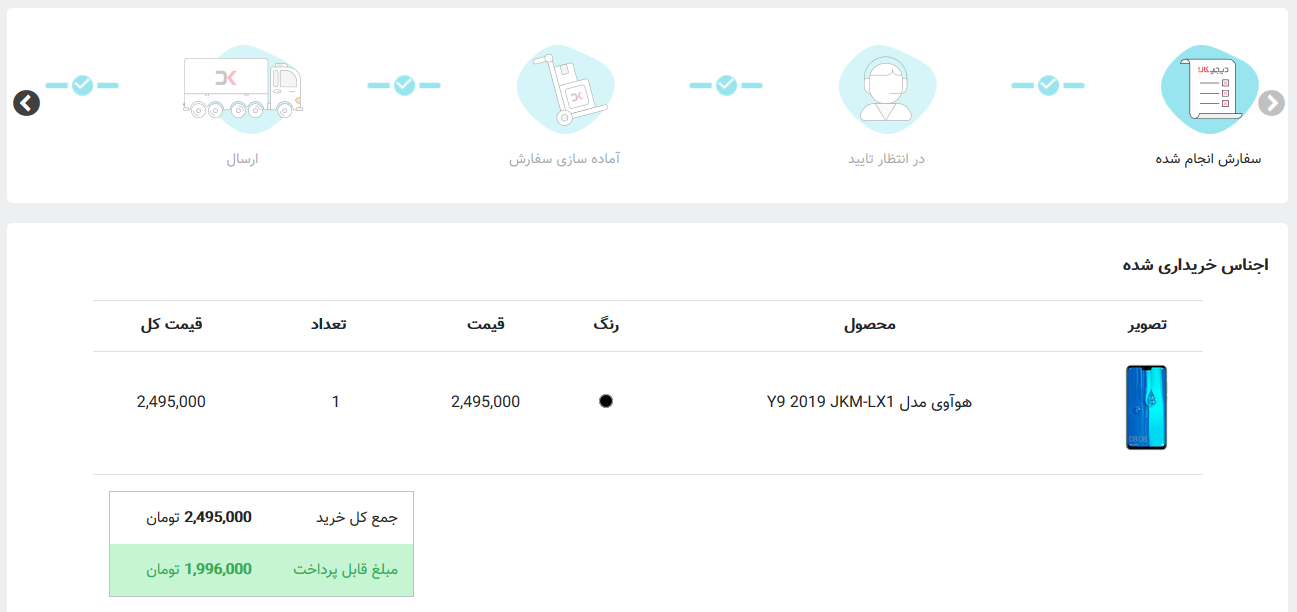 دیجی‌کالا
سفارش انجام شده
در انتظار تایید
آماده سازی سفارش
ارسال
اجناس خریداری شده
تصویر محصول رنگ قیمت تعداد قیمت کل
هوآوی مدل Y9 2019 JKM-LX1 2,495,000 1 2,495,000
08:08
جمع کل خرید 2,495,000 تومان
مبلغ قابل پرداخت 1,996,000 تومان